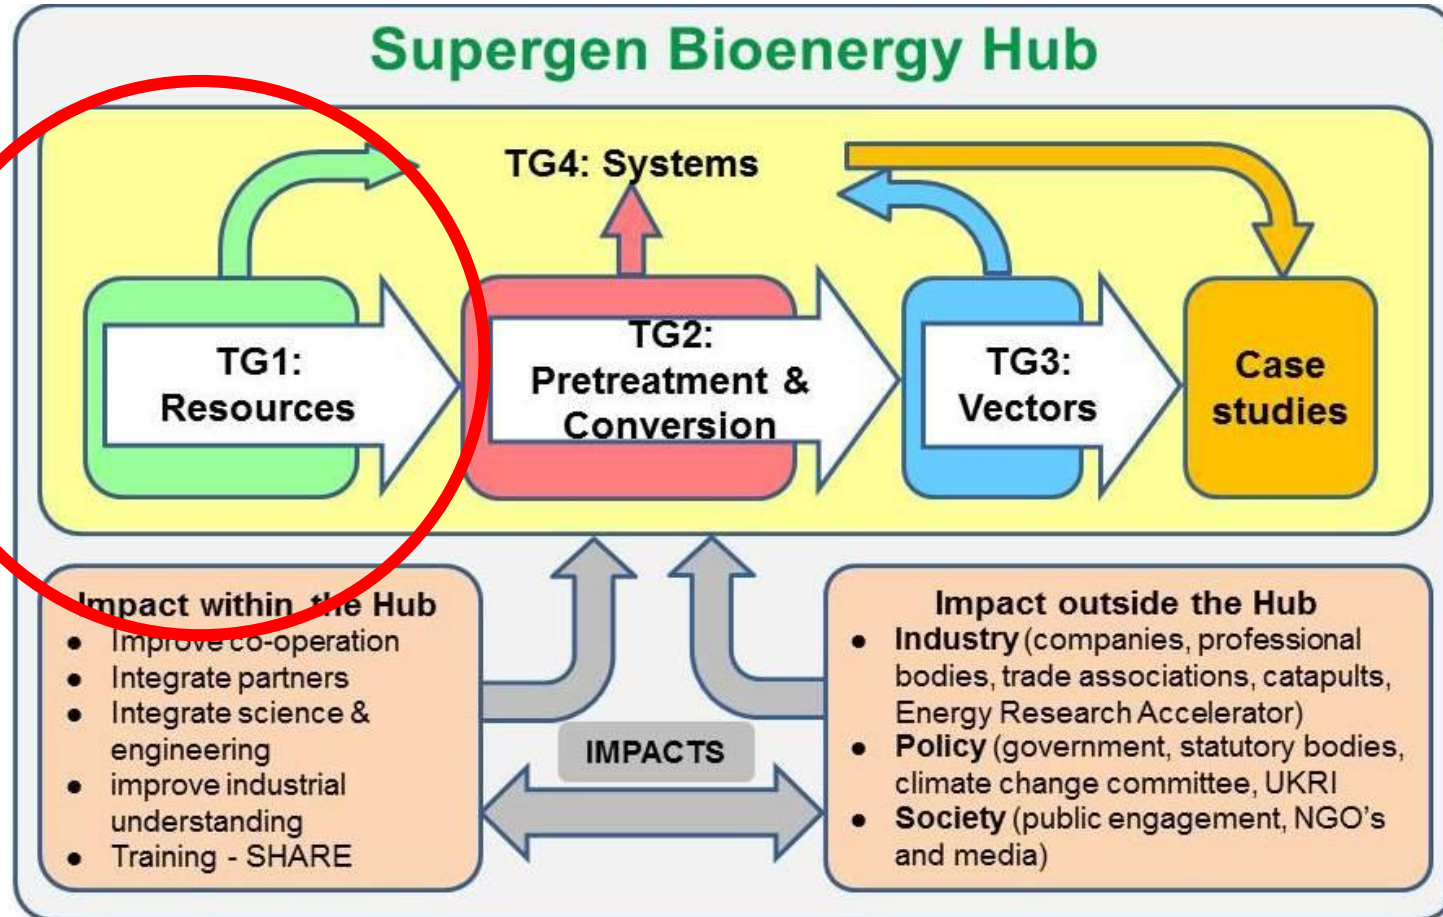 Supergen Bioenergy Hub
TG4: Systems
TG1:
Resources
TG2:
Pretreatment &
Conversion
TG3:
Vectors
Case
studies
Impact within the Hub
● Improve co-operation
● Integrate partners
● Integrate science &
engineering
● improve industrial
understanding
● Training - SHARE
IMPACTS
Impact outside the Hub
● Industry (companies, professional
bodies, trade associations, catapults,
Energy Research Accelerator)
● Policy (government, statutory bodies,
climate change committee, UKRI
● Society (public engagement, NGO's
and media)